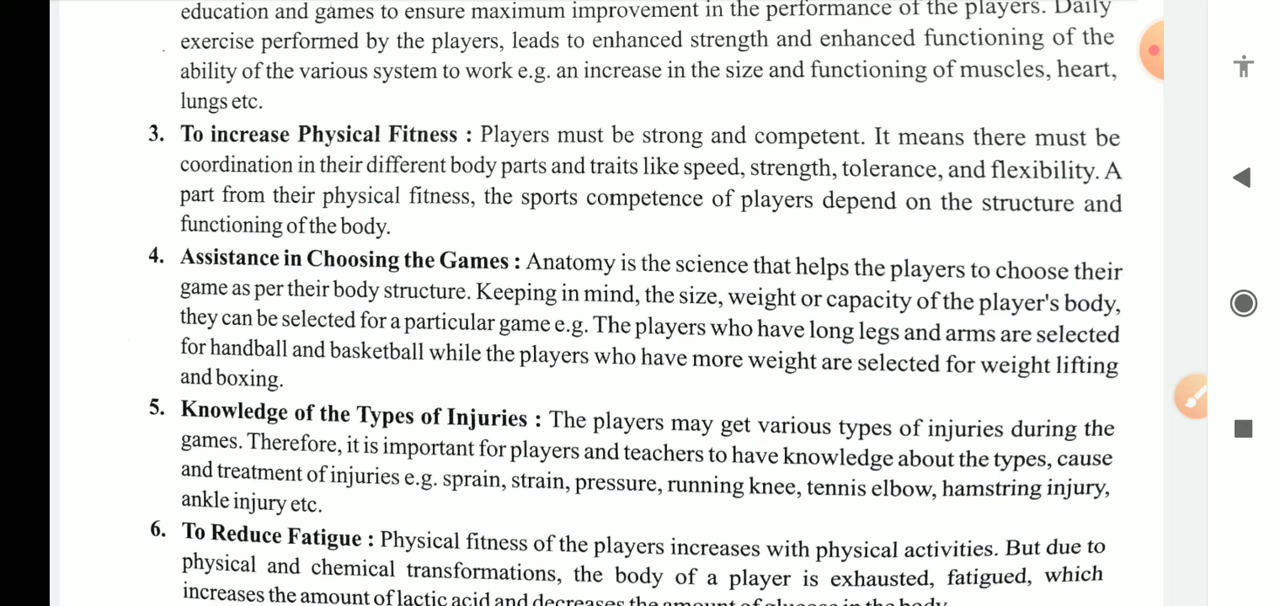 education and games to ensure maximum improvement in the performance of the players. Daily
exercise performed by the players, leads to enhanced strength and enhanced functioning of the
ability of the various system to work e.g. an increase in the size and functioning of muscles, heart,
lungs etc.
3. To increase Physical Fitness : Players must be strong and competent. It means there must be
coordination in their different body parts and traits like speed, strength, tolerance, and flexibility. A
part from their physical fitness, the sports competence of players depend on the structure and
functioning of the body.
4. Assistance in Choosing the Games : Anatomy is the science that helps the players to choose their
game as per their body structure. Keeping in mind, the size, weight or capacity of the player's body,
they can be selected for a particular game e.g. The players who have long legs and arms are selected
for handball and basketball while the players who have more weight are selected for weight lifting
and boxing.
5. Knowledge of the Types of Injuries : The players may get various types of injuries during the
games. Therefore, it is important for players and teachers to have knowledge about the types, cause
and treatment of injuries e.g. sprain, strain, pressure, running knee, tennis elbow, hamstring injury,
ankle injury etc.
6. To Reduce Fatigue : Physical fitness of the players increases with physical activities. But due to
physical and chemical transformations, the body of a player is exhausted, fatigued, which
increases the amount of lactic acid and decreases the amount of glucose in the body